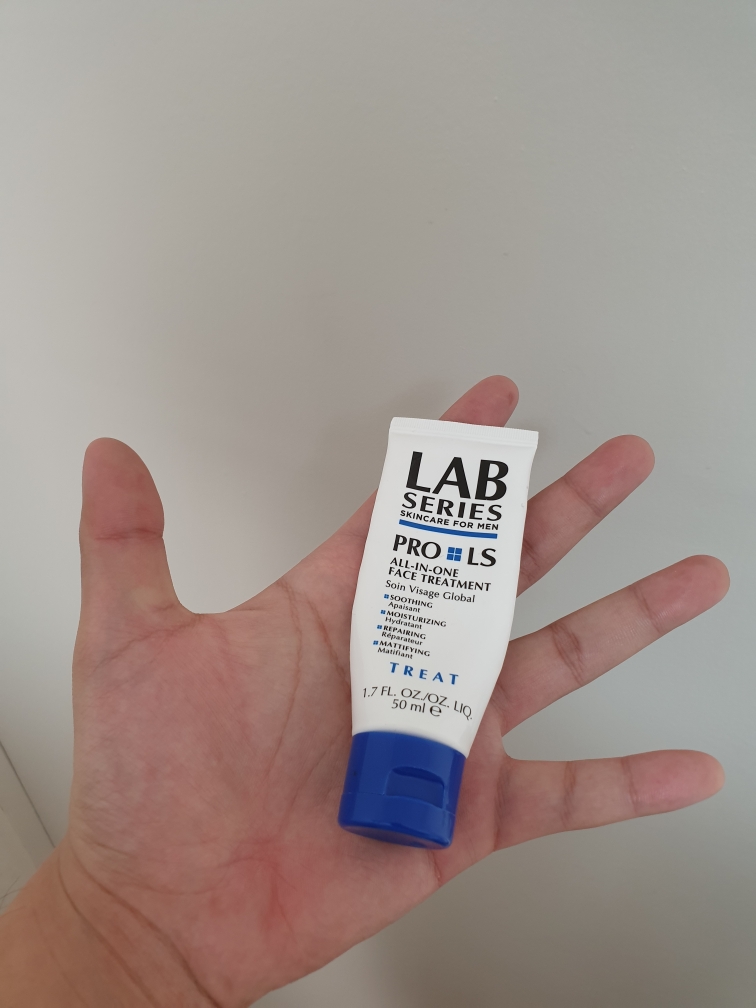 LAB
SERIES
SKINCARE FOR MEN
PRO LS
ALL-IN-ONE
FACE TREATMENT
Soin Visage Global
SOOTHING
Apaisant
MOISTURIZING
Hydratant
REPAIRING
Réparateur
MATTIFYING
Matifiant
TREAT
1.7 FL. OZ./OZ. LIQ.
50 ml ℮